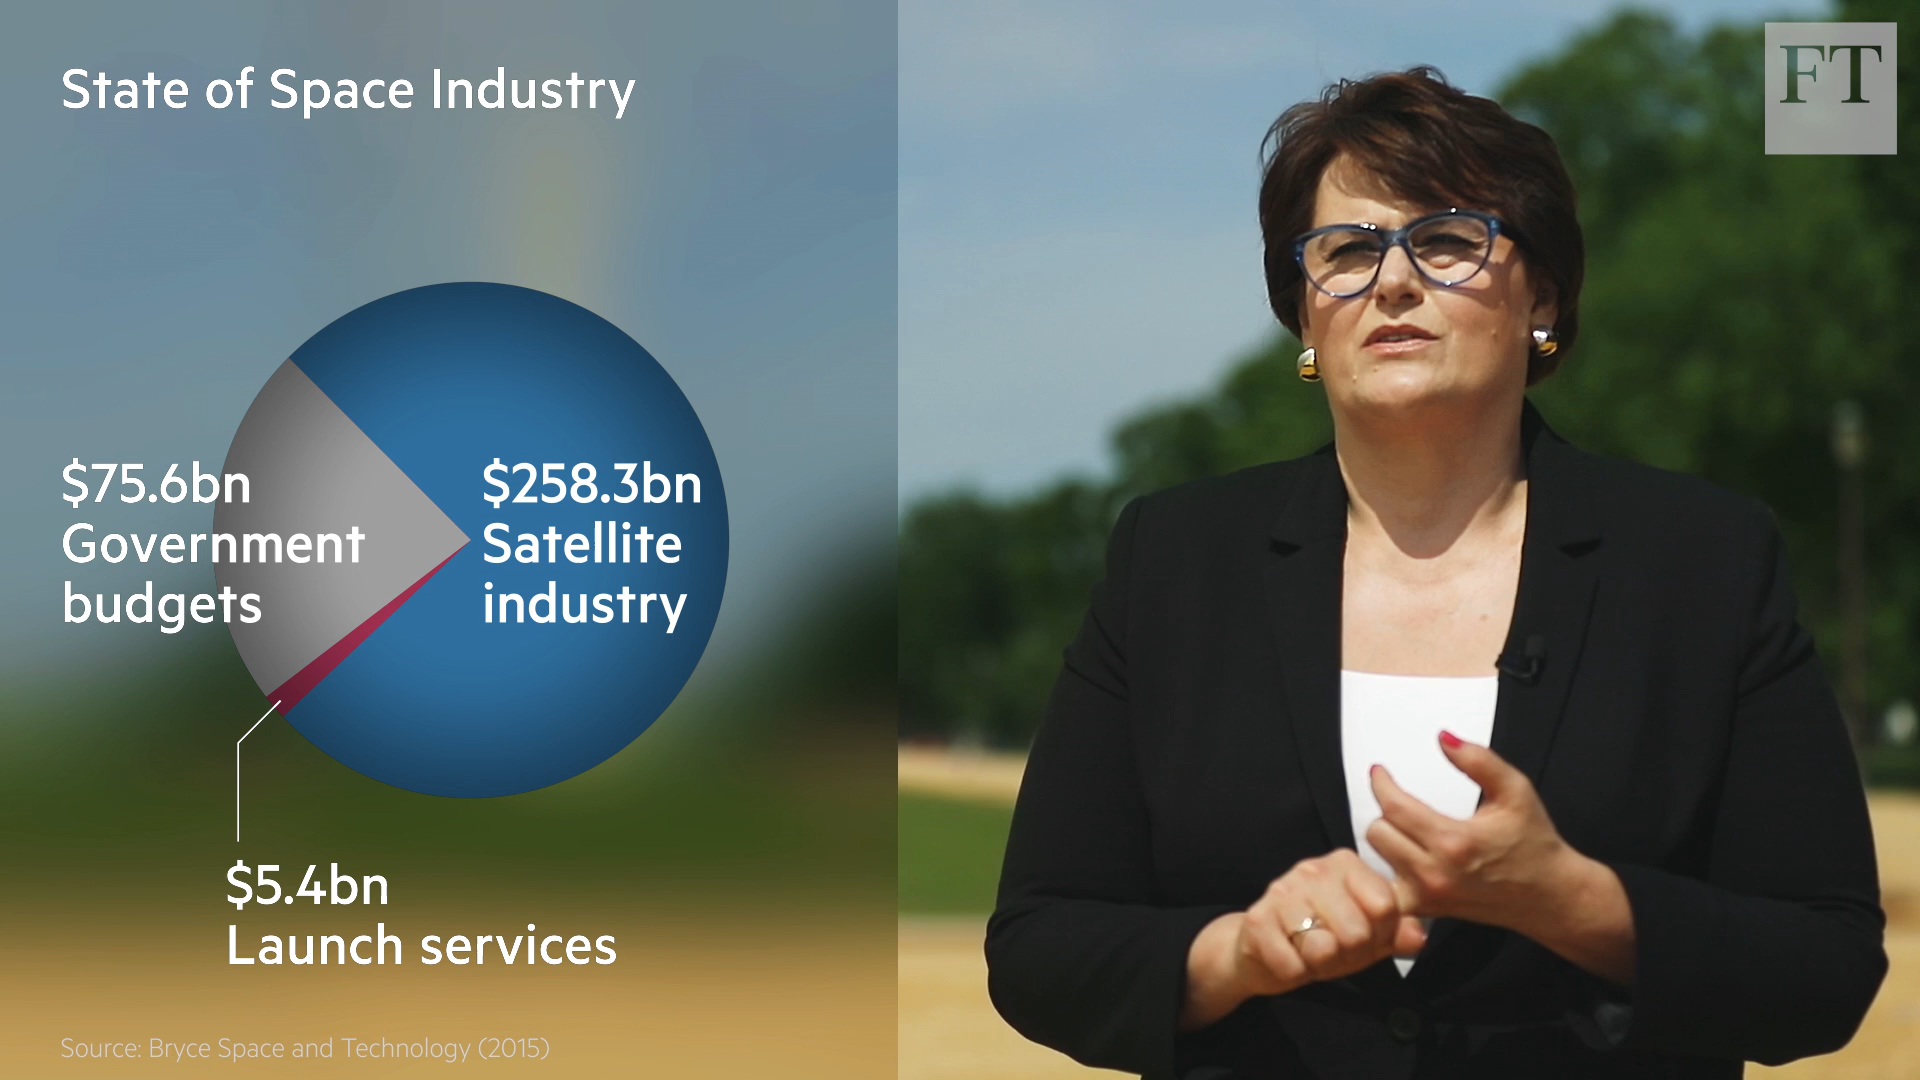 State of Space Industry
FT
$75.6bn
Government
budgets
$258.3bn
Satellite
industry
$5.4bn
Launch services
Source: Bryce Space and Technology (2015)